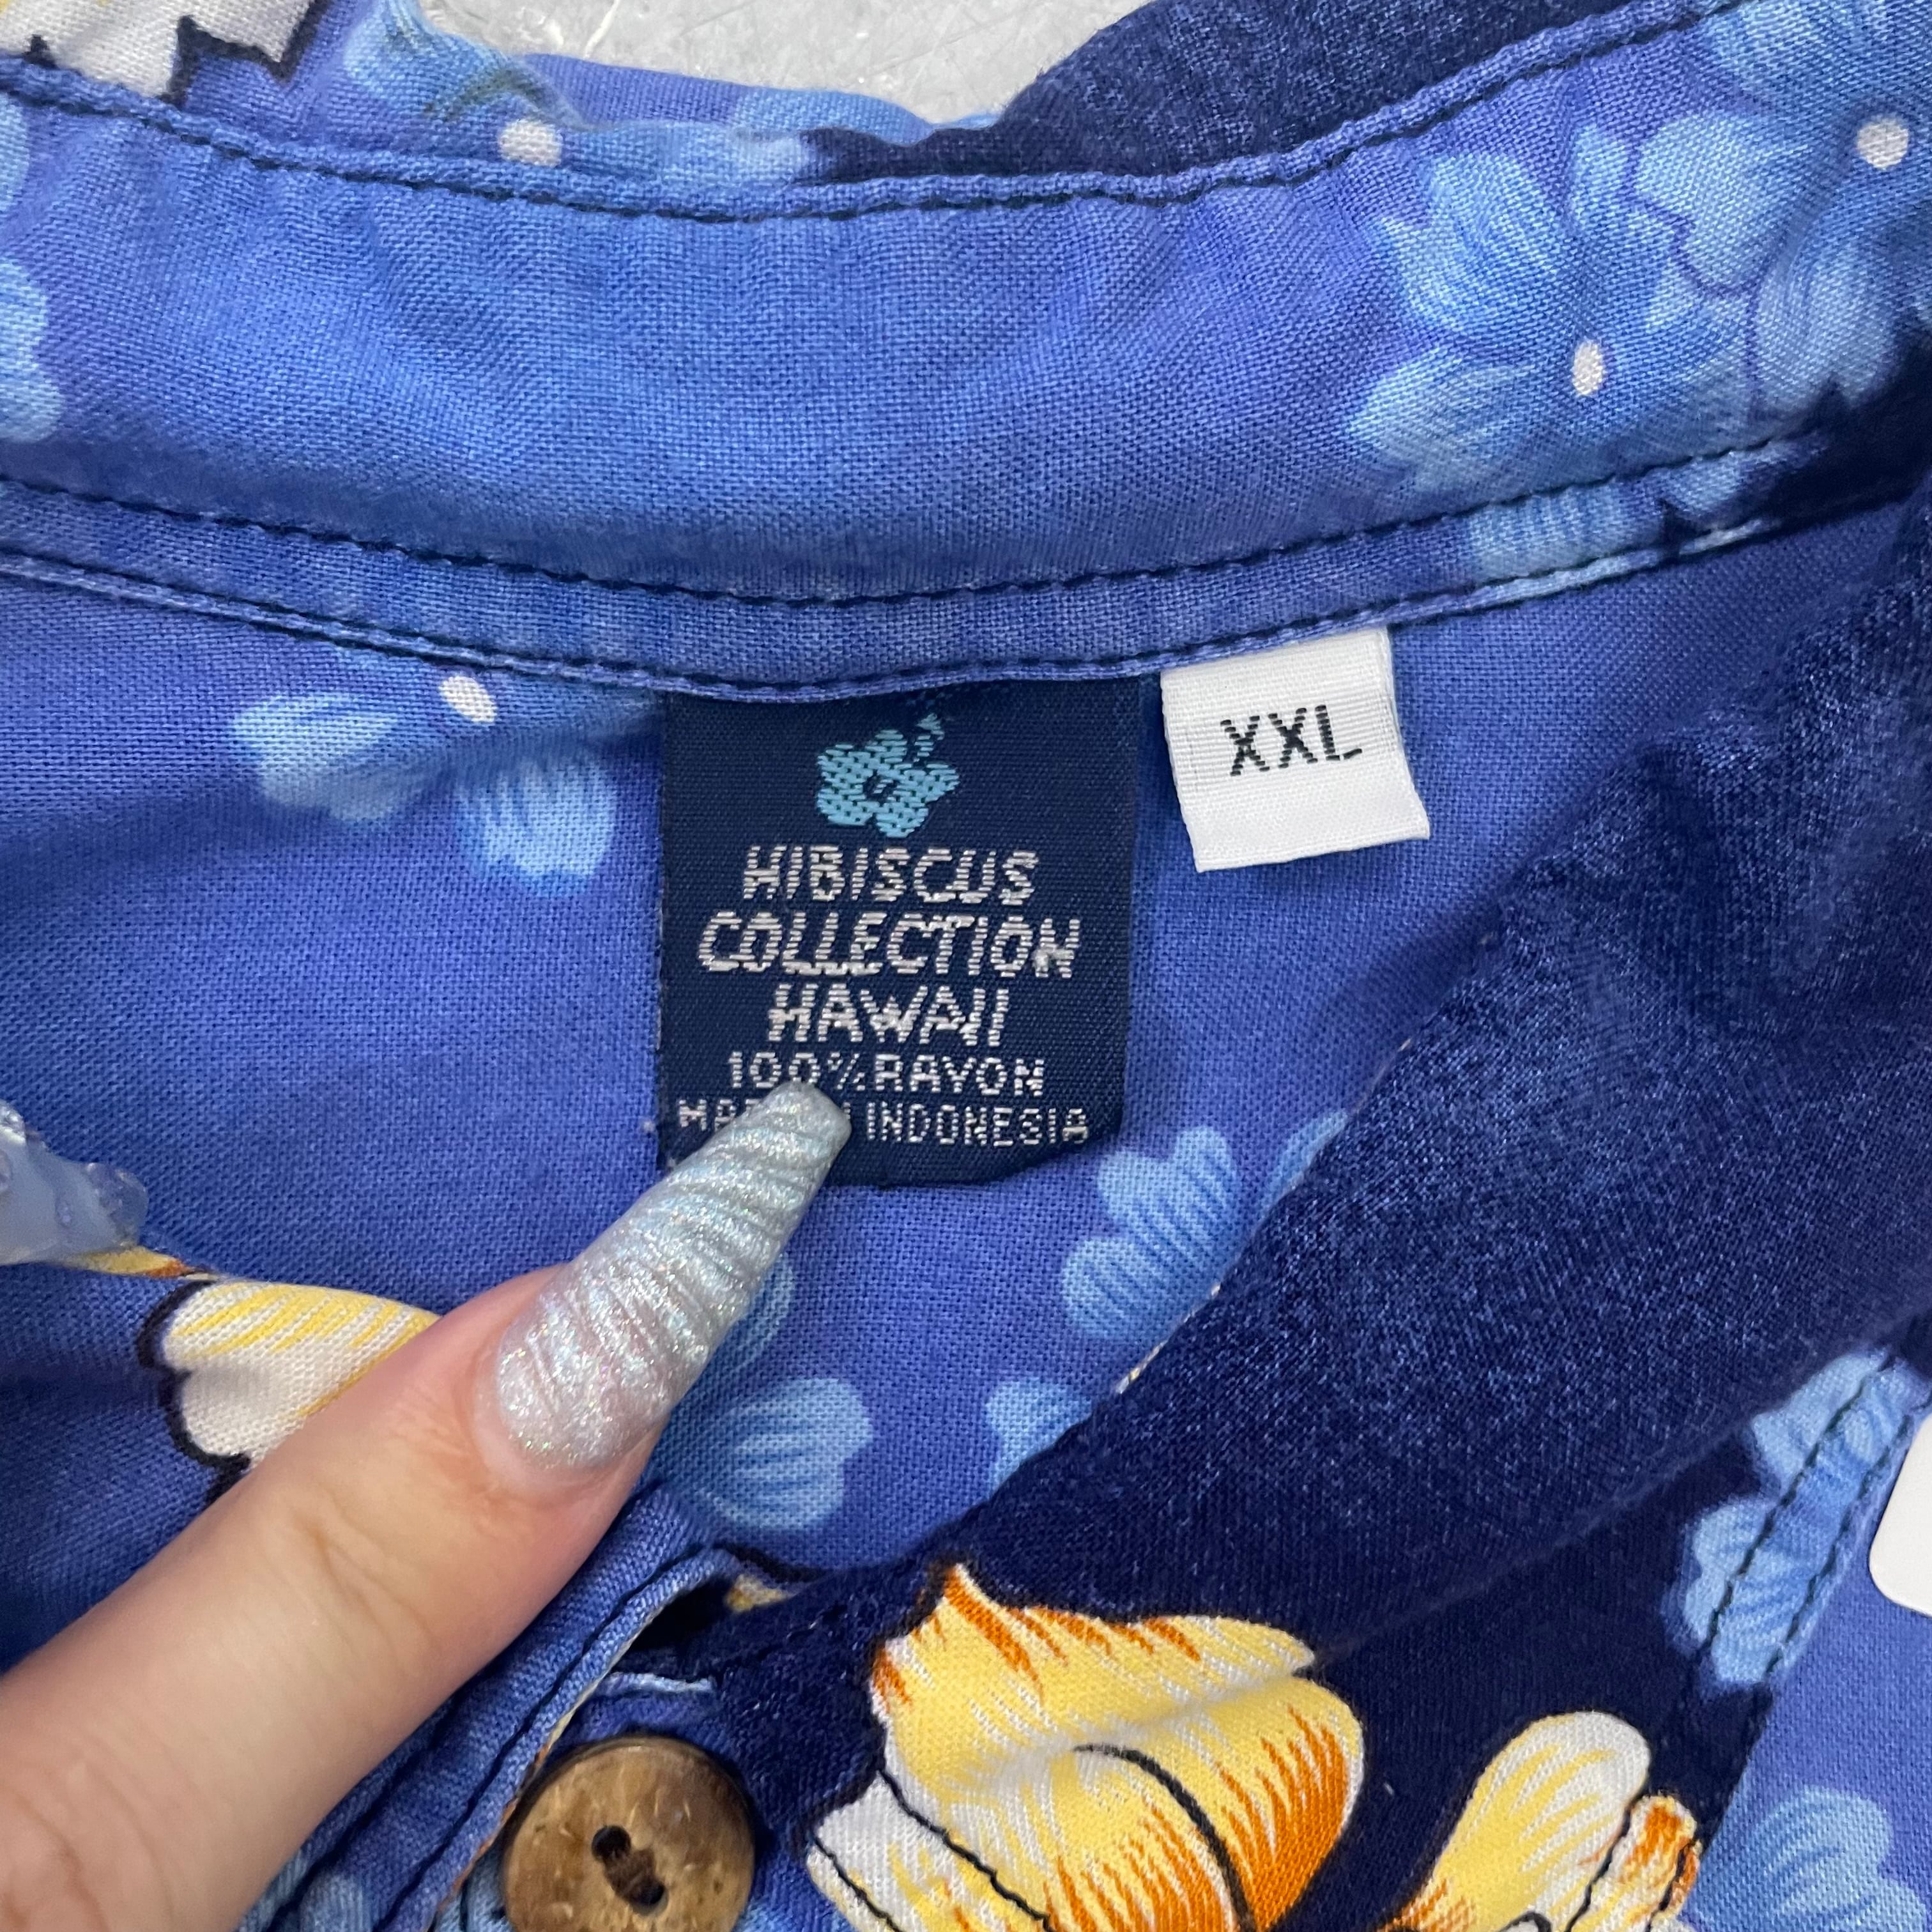 HIBISCUS
COLLECTION
HAWAII
100% RAYON
INDONESIA
XXL